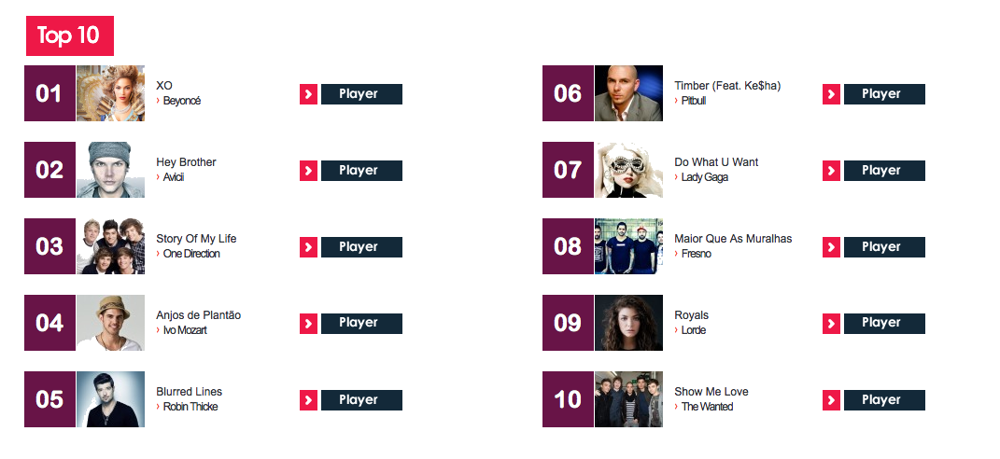 Top 10
01
XO
› Beyoncé
Player
02
Hey Brother
› Avicii
Player
03
Story Of My Life
› One Direction
Player
04
Anjos de Plantão
› Ivo Mozart
Player
05
Blurred Lines
› Robin Thicke
Player
06
Timber (Feat. Ke$ha)
› Pitbull
Player
07
Do What U Want
› Lady Gaga
Player
08
Maior Que As Muralhas
› Fresno
Player
09
Royals
› Lorde
Player
10
Show Me Love
› The Wanted
Player